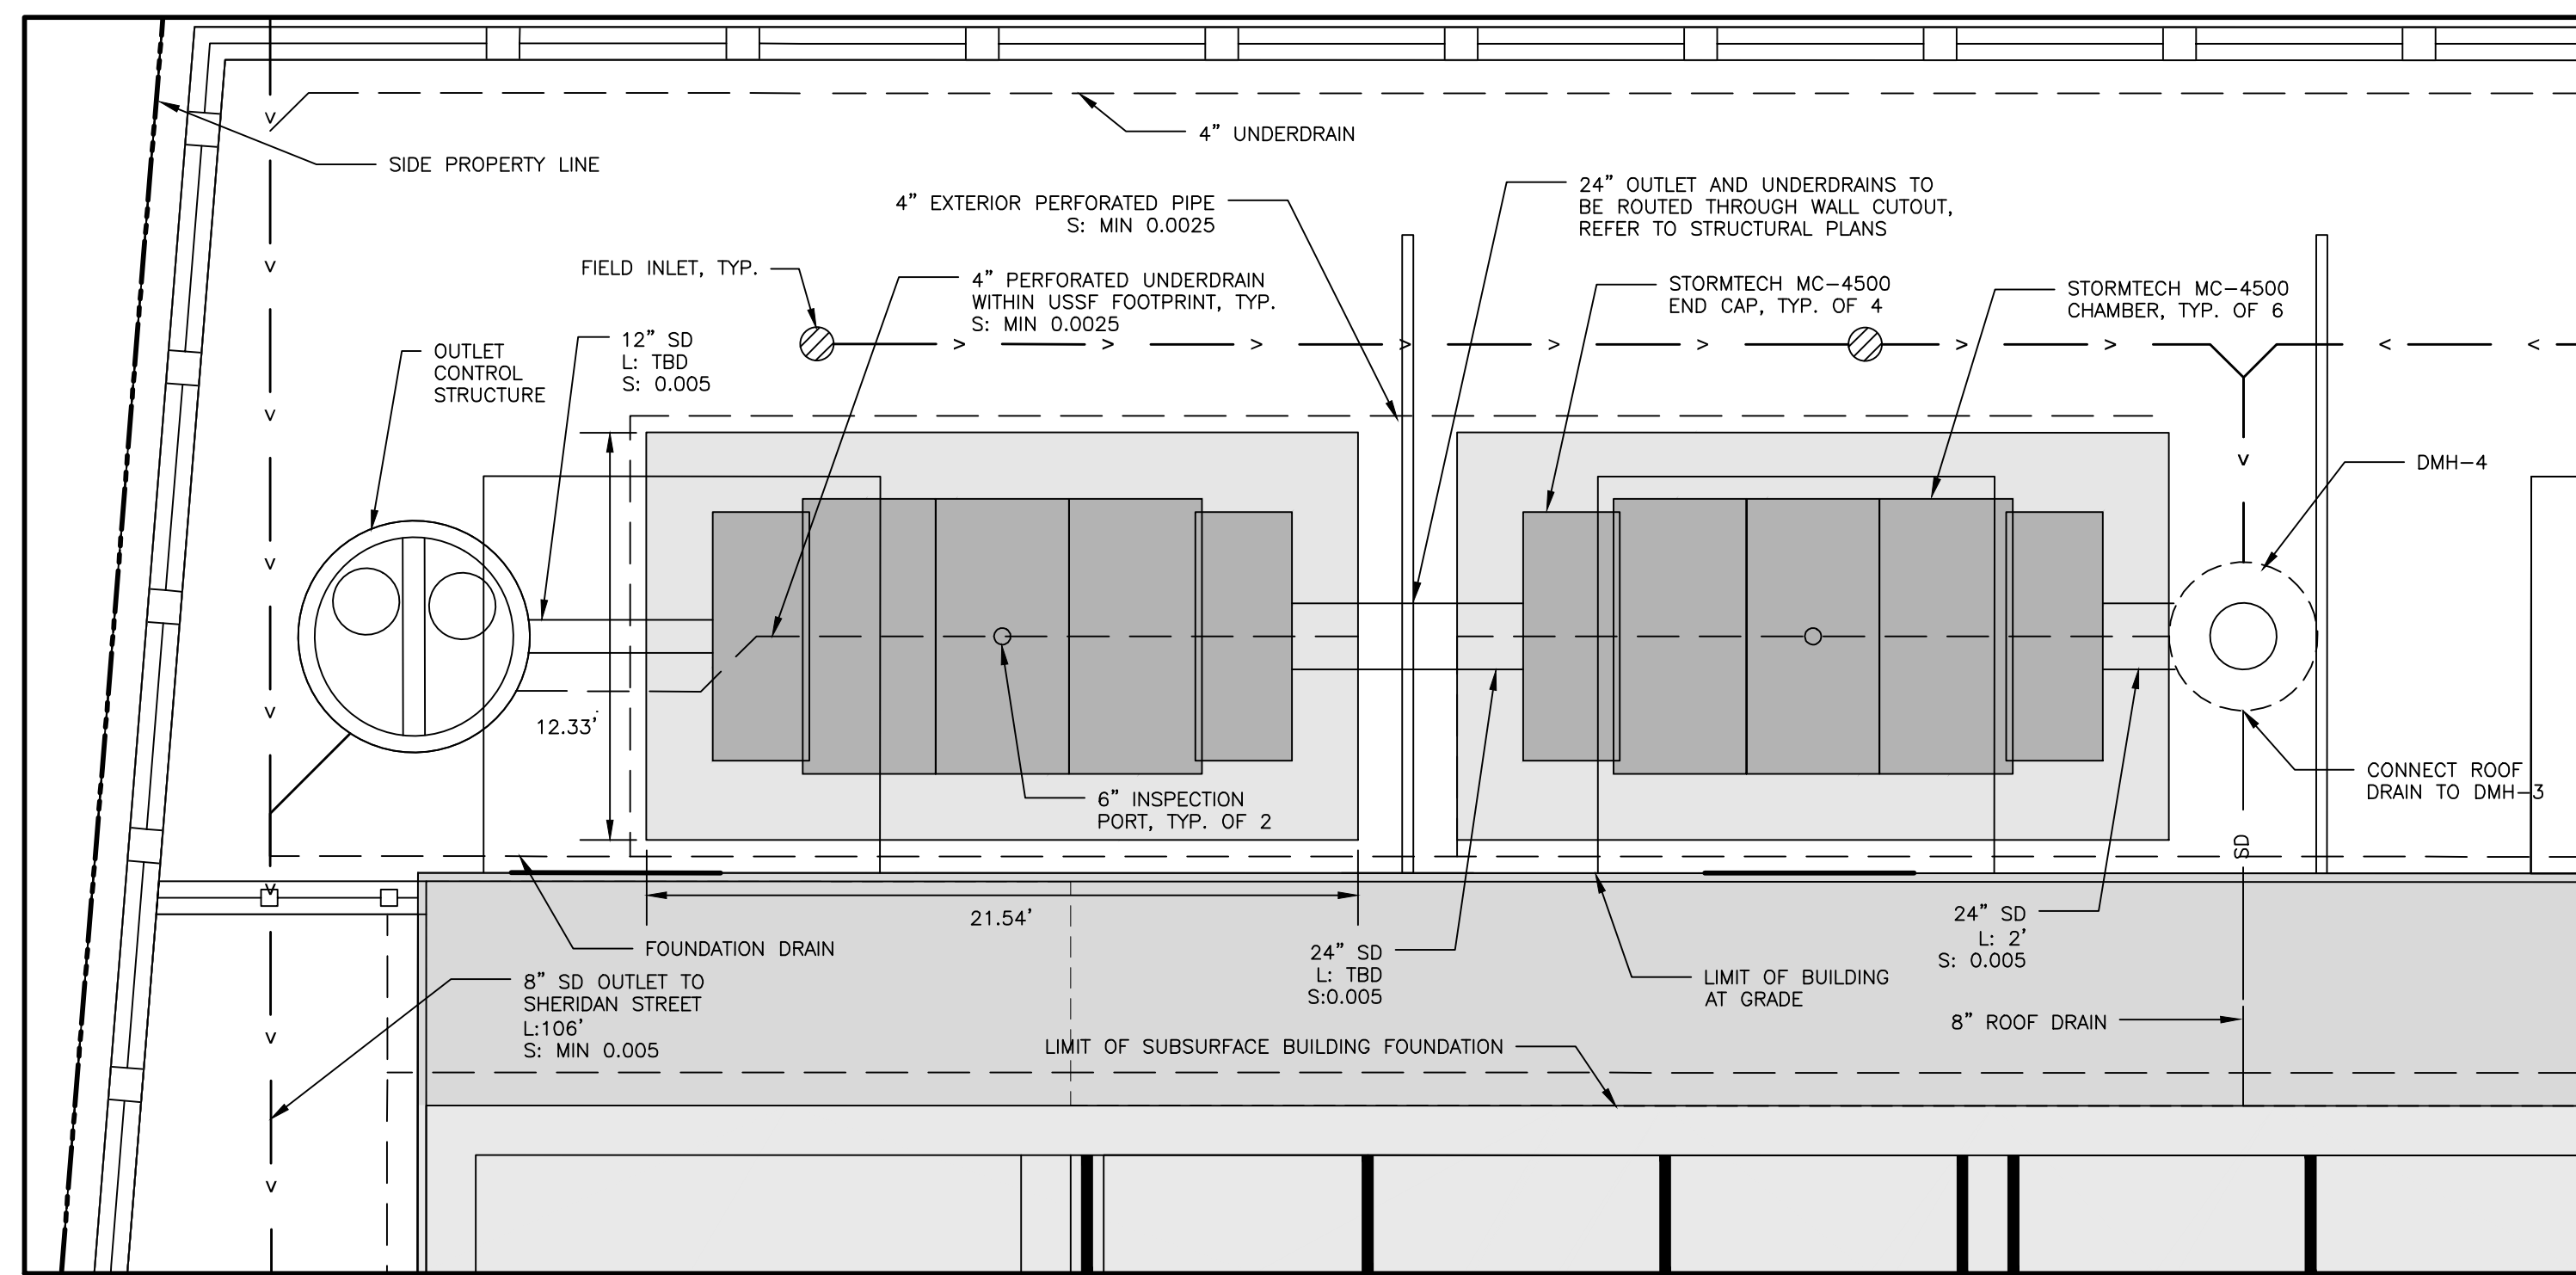 4” UNDERDRAIN
SIDE PROPERTY LINE
4” EXTERIOR PERFORATED PIPE
S: MIN 0.0025
24” OUTLET AND UNDERDRAINS TO
BE ROUTED THROUGH WALL CUTOUT,
REFER TO STRUCTURAL PLANS
FIELD INLET, TYP.
4” PERFORATED UNDERDRAIN
WITHIN USSF FOOTPRINT, TYP.
S: MIN 0.0025
STORMTECH MC-4500
END CAP, TYP. OF 4
STORMTECH MC-4500
CHAMBER, TYP. OF 6
OUTLET
CONTROL
STRUCTURE
12” SD
L: TBD
S: 0.005
DMH-4
12.33’
6” INSPECTION
PORT, TYP. OF 2
CONNECT ROOF
DRAIN TO DMH-3
SD
21.54’
FOUNDATION DRAIN
8” SD OUTLET TO
SHERIDAN STREET
L:106’
S: MIN 0.005
24” SD
L: TBD
S:0.005
LIMIT OF BUILDING
AT GRADE
24” SD
L: 2’
S: 0.005
8” ROOF DRAIN
LIMIT OF SUBSURFACE BUILDING FOUNDATION